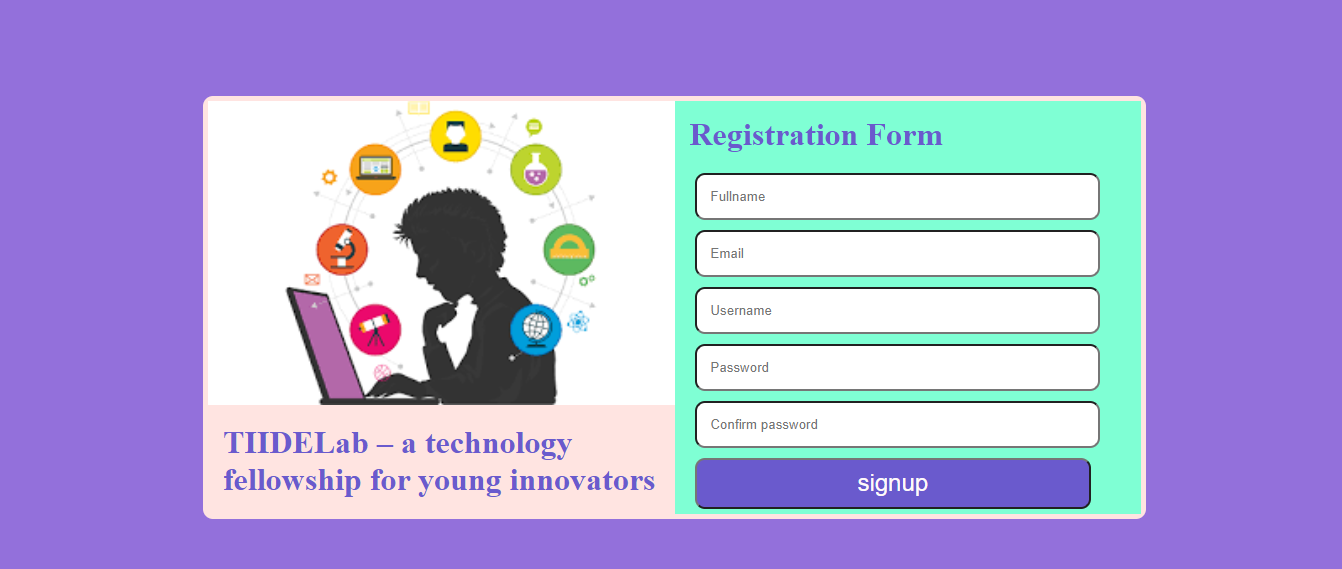 TIIDELab – a technology
fellowship for young innovators
Registration Form
Fullname
Email
Username
Password
Confirm password
signup